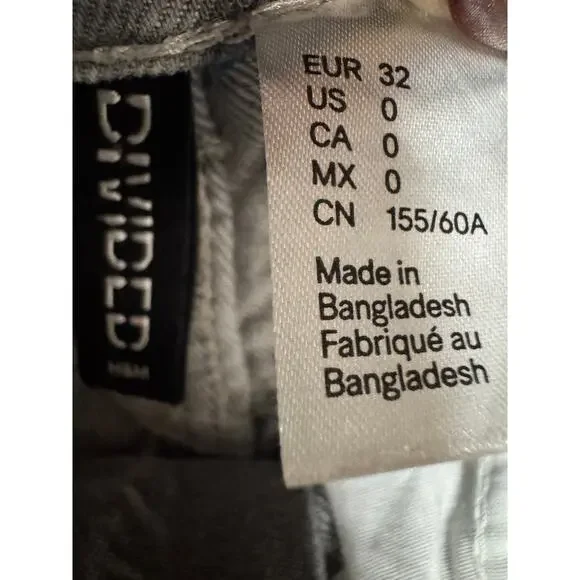 DIVIDED
H&M
EUR 32
US 0
CA 0
MX 0
CN 155/60A
Made in
Bangladesh
Fabriqué au
Bangladesh